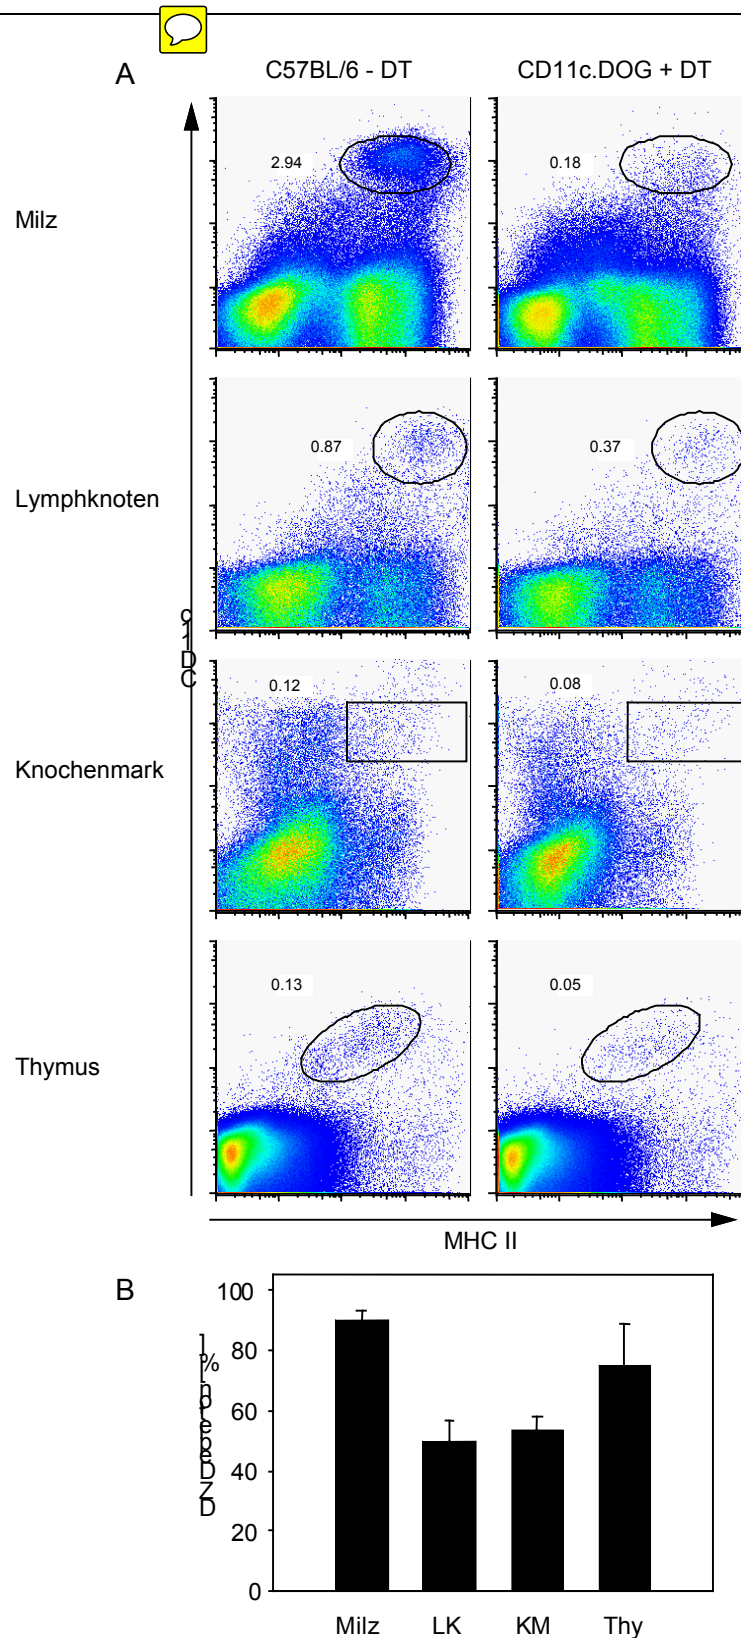 A
C57BL/6 - DT
CD11c.DOG + DT
Milz
2.94
0.18
Lymphknoten
0.87
0.37
CD11c
Knochenmark
0.12
0.08
Thymus
0.13
0.05
MHC II
B
DZ Depletion [%]
100
80
60
40
20
0
Milz
LK
KM
Thy